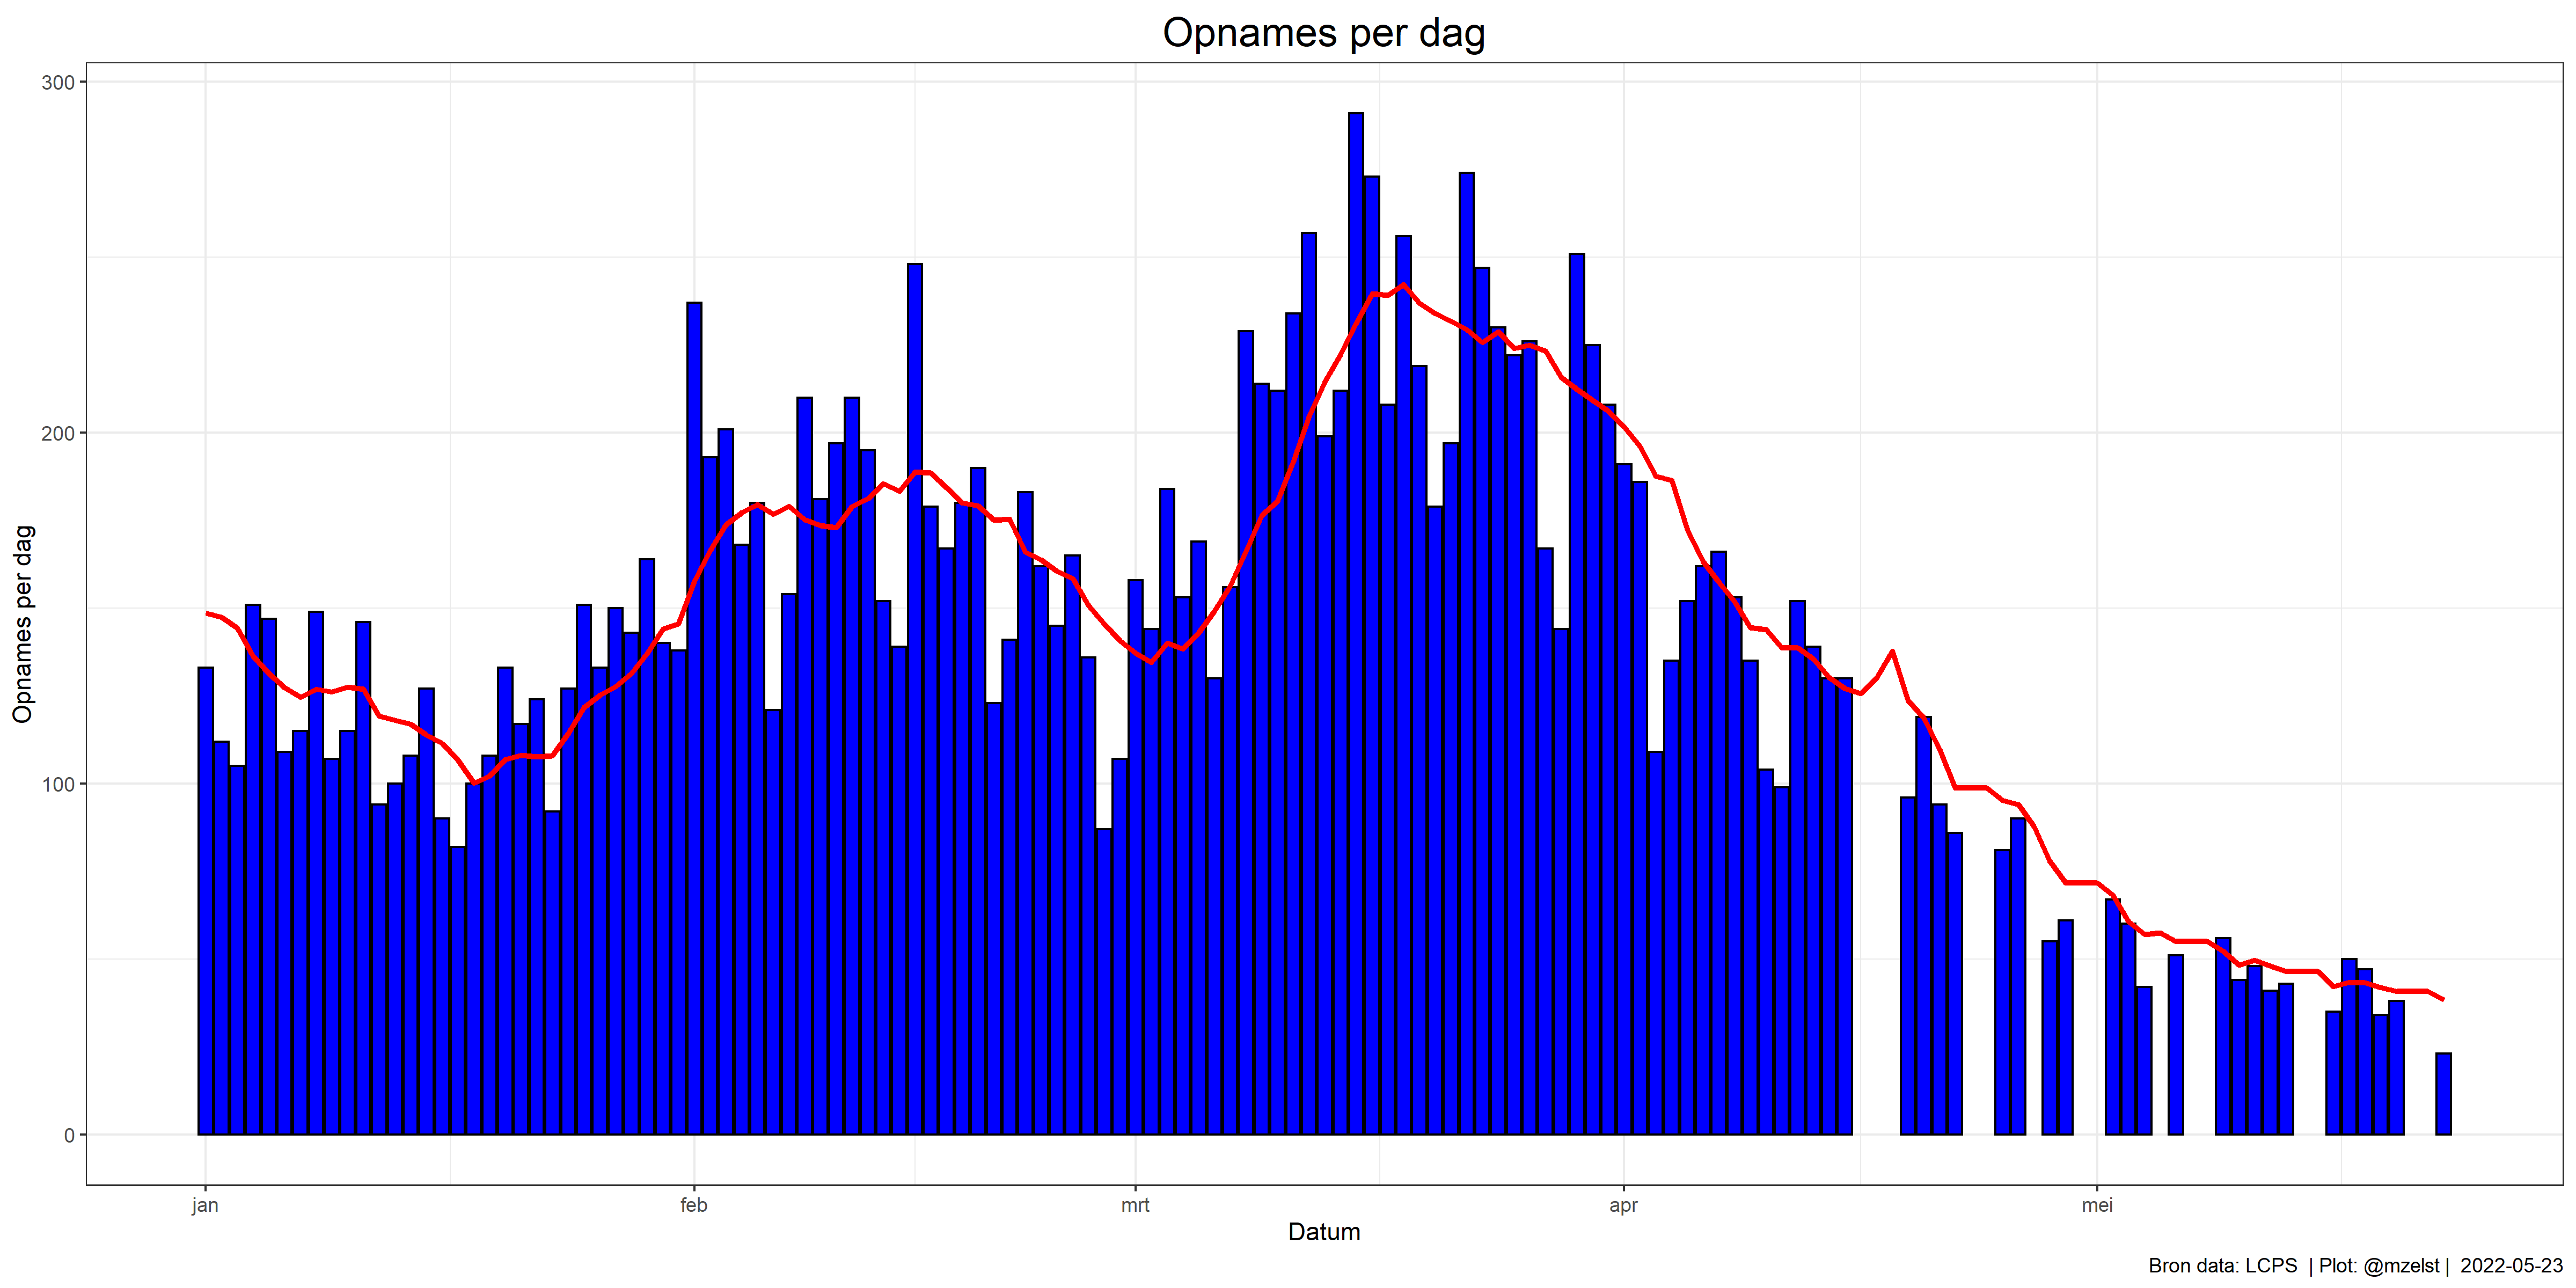 Opnames per dag
300
200
100
0
Opnames per dag
jan feb mrt apr mei
Datum
Bron data: LCPS | Plot: @mzelst | 2022-05-23